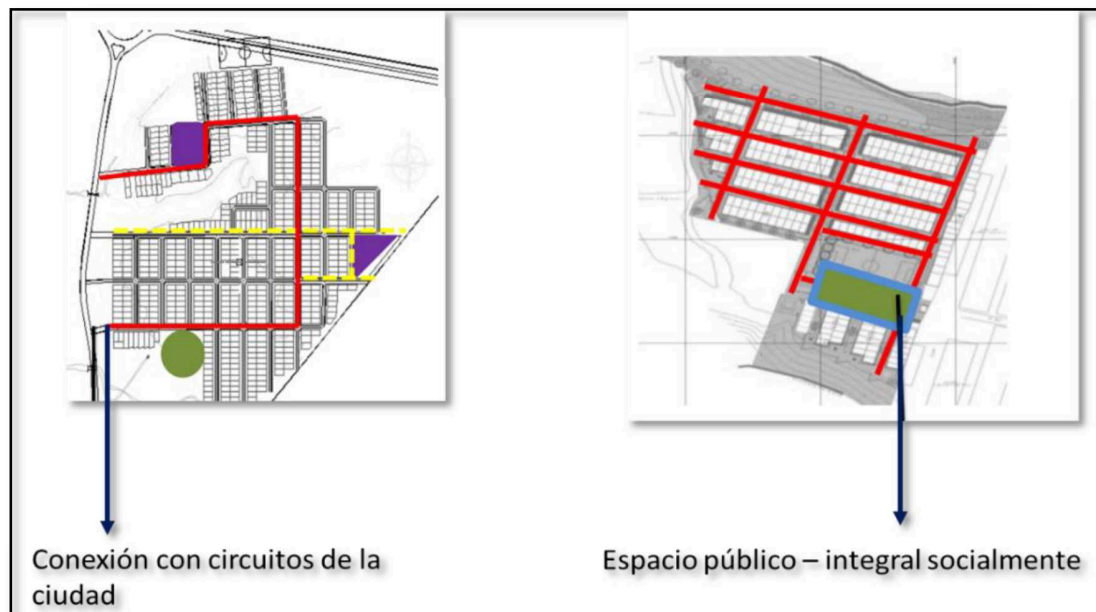 Conexión con circuitos de la
ciudad
Espacio público – integral socialmente